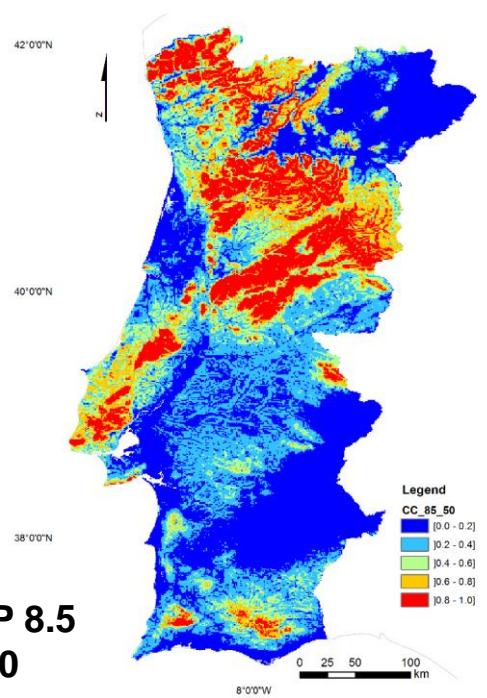 42°0'0"N
N
40°0'0"N
Legend
CC_85_50
[0.0 - 0.2]
]0.2 - 0.4]
]0.4 - 0.6]
]0.6 - 0.8]
]0.8 - 1.0]
38°0'0"N
P 8.5
0
0 25 50 100
km
8°0'0"W